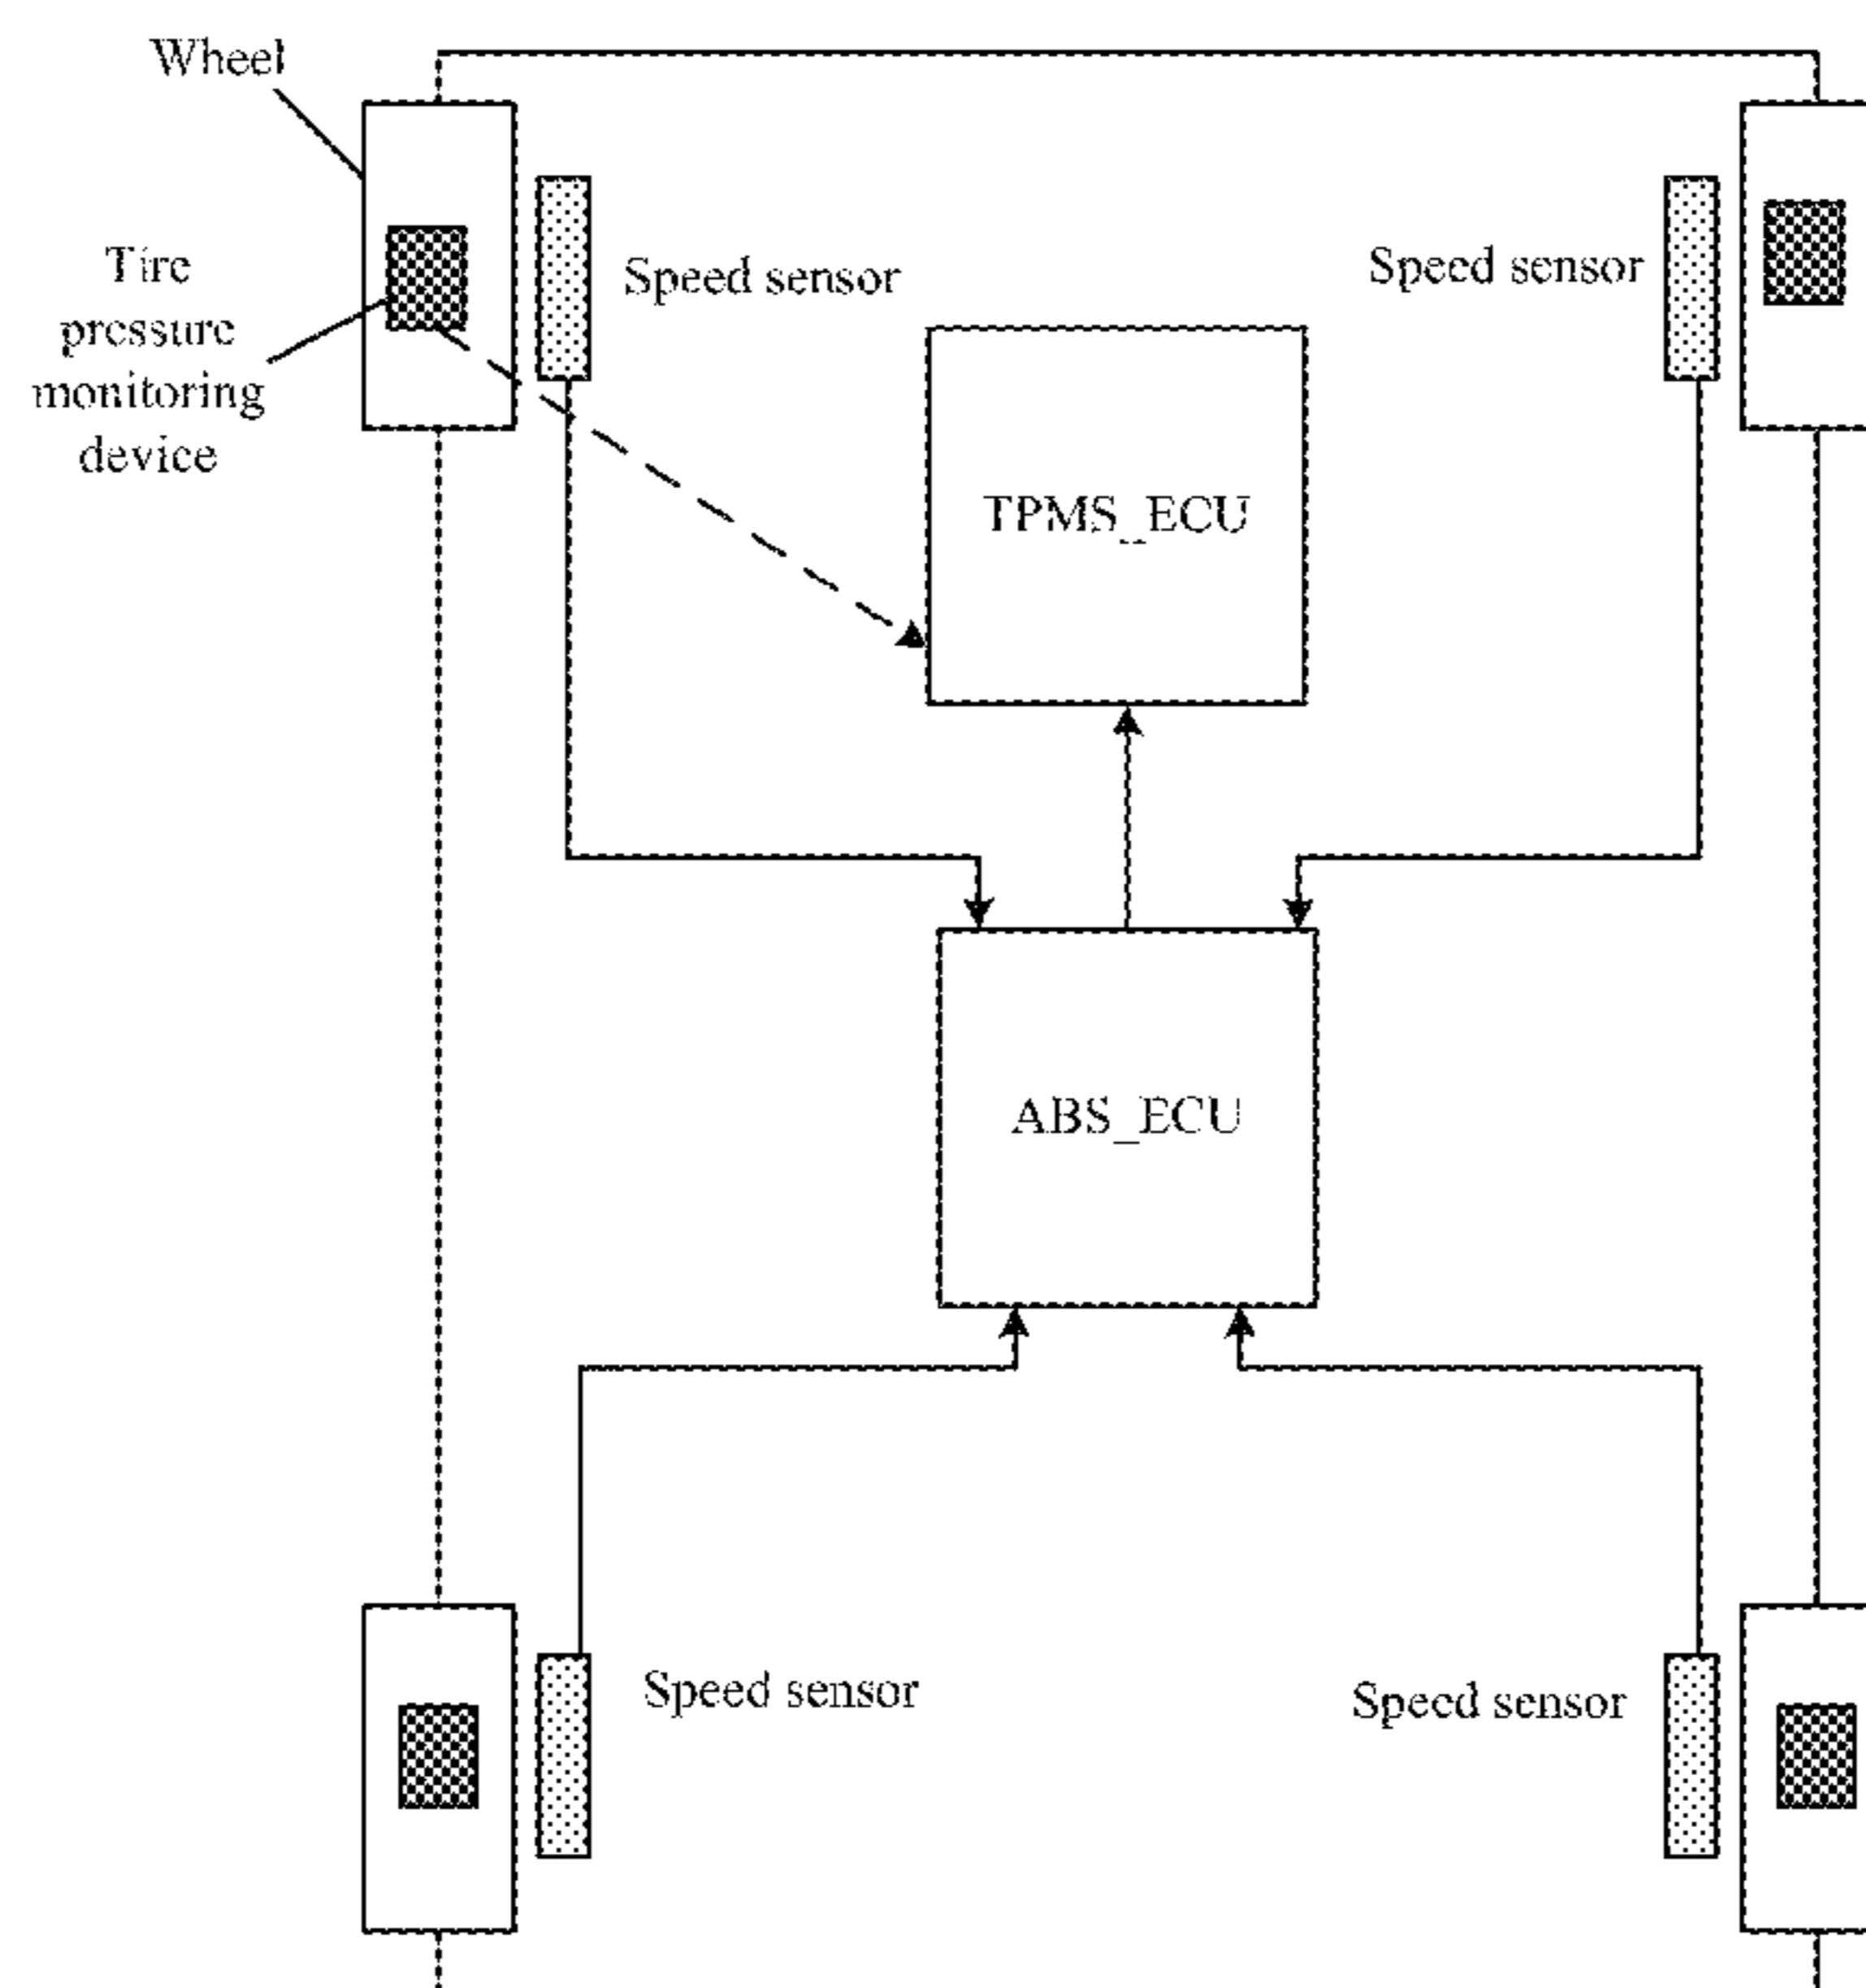 Wheel
Tire
pressure
monitoring
device
Speed sensor
Speed sensor
TPMS_ECU
ABS_ECU
Speed sensor
Speed sensor